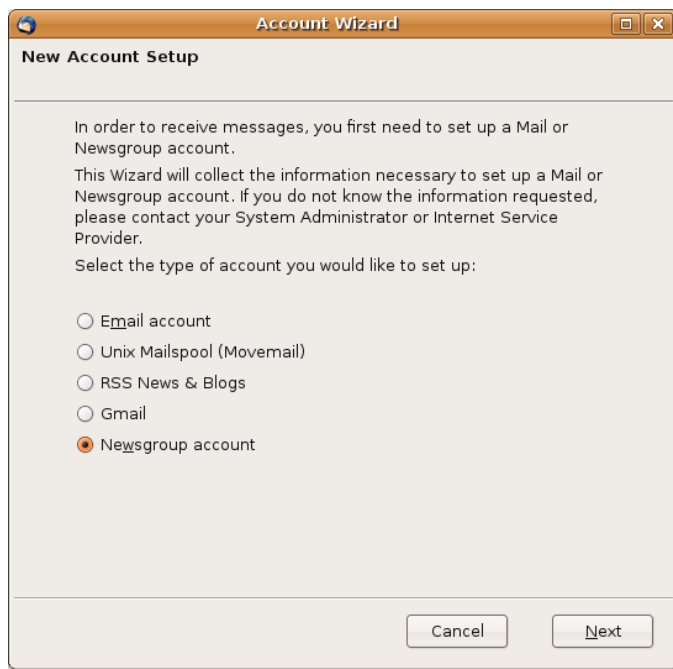 Account Wizard
New Account Setup
In order to receive messages, you first need to set up a Mail or
Newsgroup account.
This Wizard will collect the information necessary to set up a Mail or
Newsgroup account. If you do not know the information requested,
please contact your System Administrator or Internet Service
Provider.
Select the type of account you would like to set up:
Email account
Unix Mailspool (Movemail)
RSS News & Blogs
Gmail
Newsgroup account
Cancel
Next